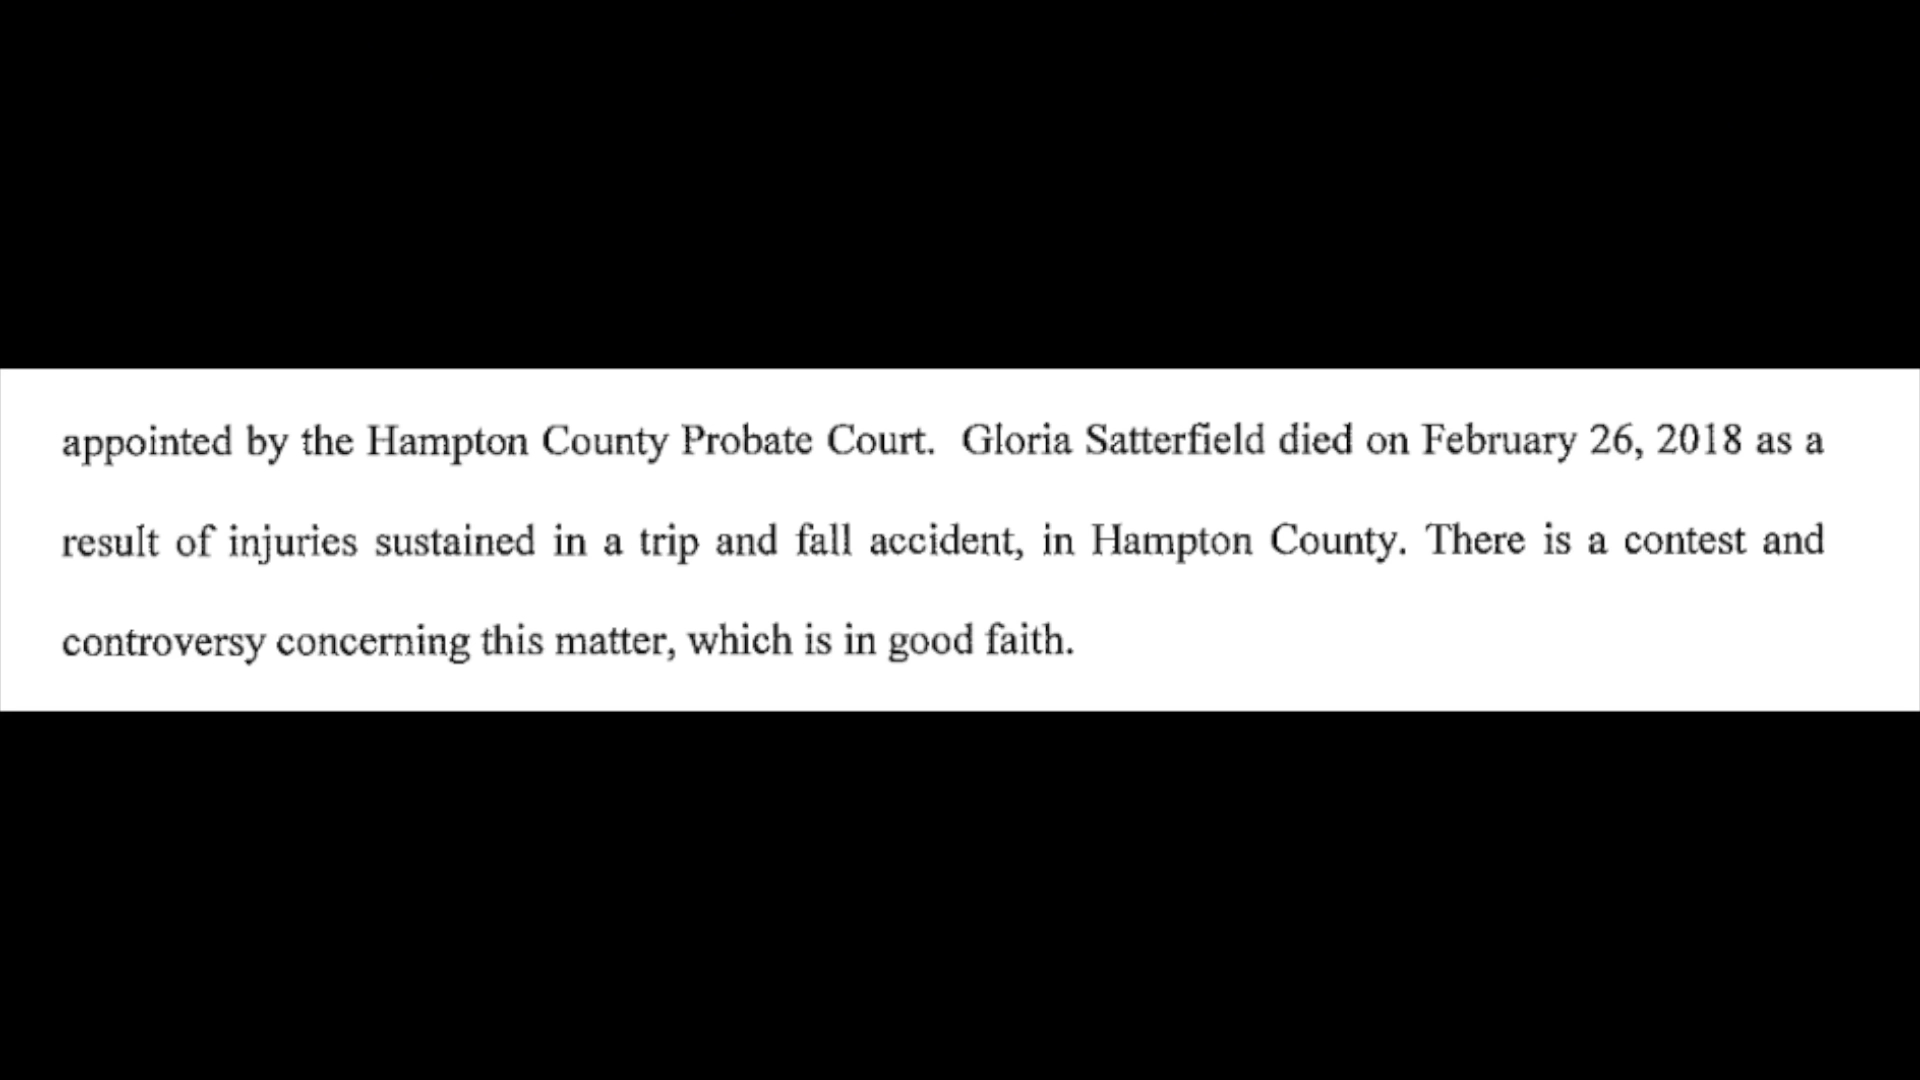 appointed by the Hampton County Probate Court.  Gloria Satterfield died on February 26, 2018 as a
result of injuries sustained in a trip and fall accident, in Hampton County. There is a contest and
controversy concerning this matter, which is in good faith.